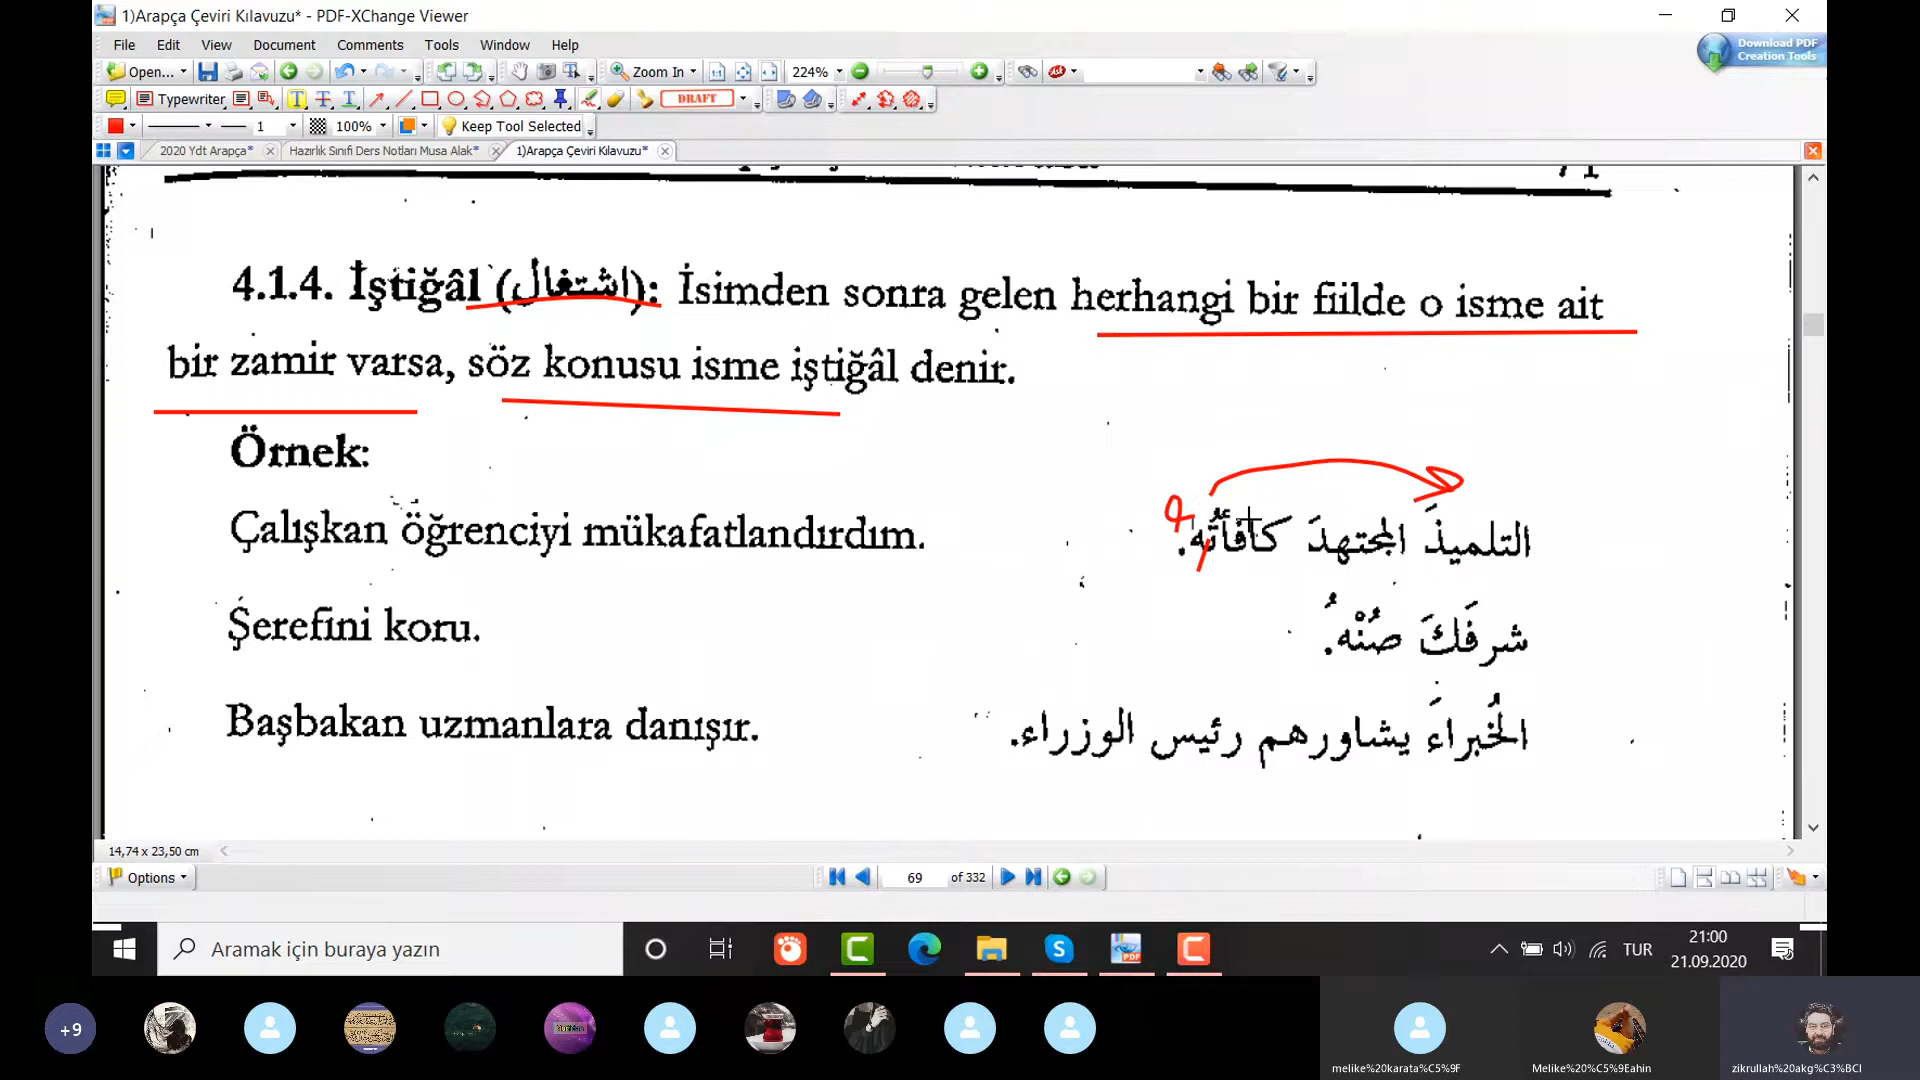 1)Arapça Çeviri Kılavuzu* - PDF-XChange Viewer
File Edit View Document Comments Tools Window Help
Download PDF
Creation Tools
Open... Zoom In 224%
Typewriter DRAFT
1 100% Keep Tool Selected
2020 Ydt Arapça* Hazırlık Sınıfı Ders Notları Musa Alak* 1)Arapça Çeviri Kılavuzu*
4.1.4. İştiğâl (اشتغال): İsimden sonra gelen herhangi bir fiilde o isme ait
bir zamir varsa, söz konusu isme iştiğâl denir.
Örnek:
Çalışkan öğrenciyi mükafatlandırdım. التلميذَ المجتهدَ كافأتُه.
Şerefini koru. شرفَكَ صُنْهُ.
Başbakan uzmanlara danışır. الخُبراءَ يشاورهم رئيس الوزراء.
14,74 x 23,50 cm
Options 69 of 332
Aramak için buraya yazın TUR 21:00
21.09.2020
+9
melike%20karata%C5%9F Melike%20%C5%9Eahin zikrullah%20akg%C3%BCl